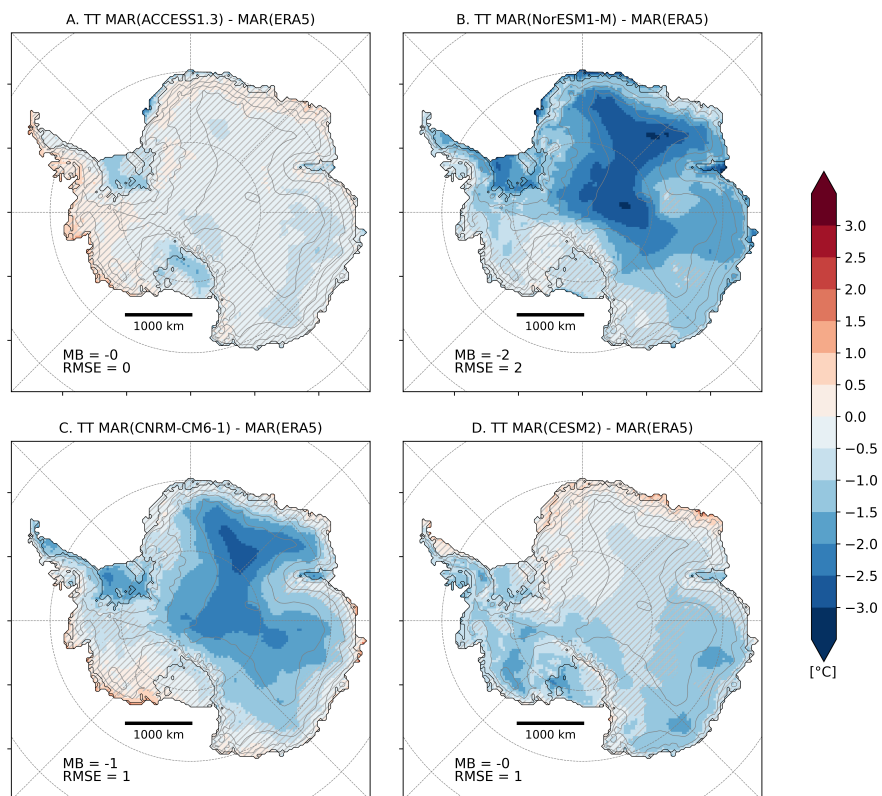 A. TT MAR(ACCESS1.3) - MAR(ERA5)
1000 km
MB = -0
RMSE = 0
B. TT MAR(NorESM1-M) - MAR(ERA5)
1000 km
MB = -2
RMSE = 2
C. TT MAR(CNRM-CM6-1) - MAR(ERA5)
1000 km
MB = -1
RMSE = 1
D. TT MAR(CESM2) - MAR(ERA5)
1000 km
MB = -0
RMSE = 1
3.0
2.5
2.0
1.5
1.0
0.5
0.0
−0.5
−1.0
−1.5
−2.0
−2.5
−3.0
[°C]